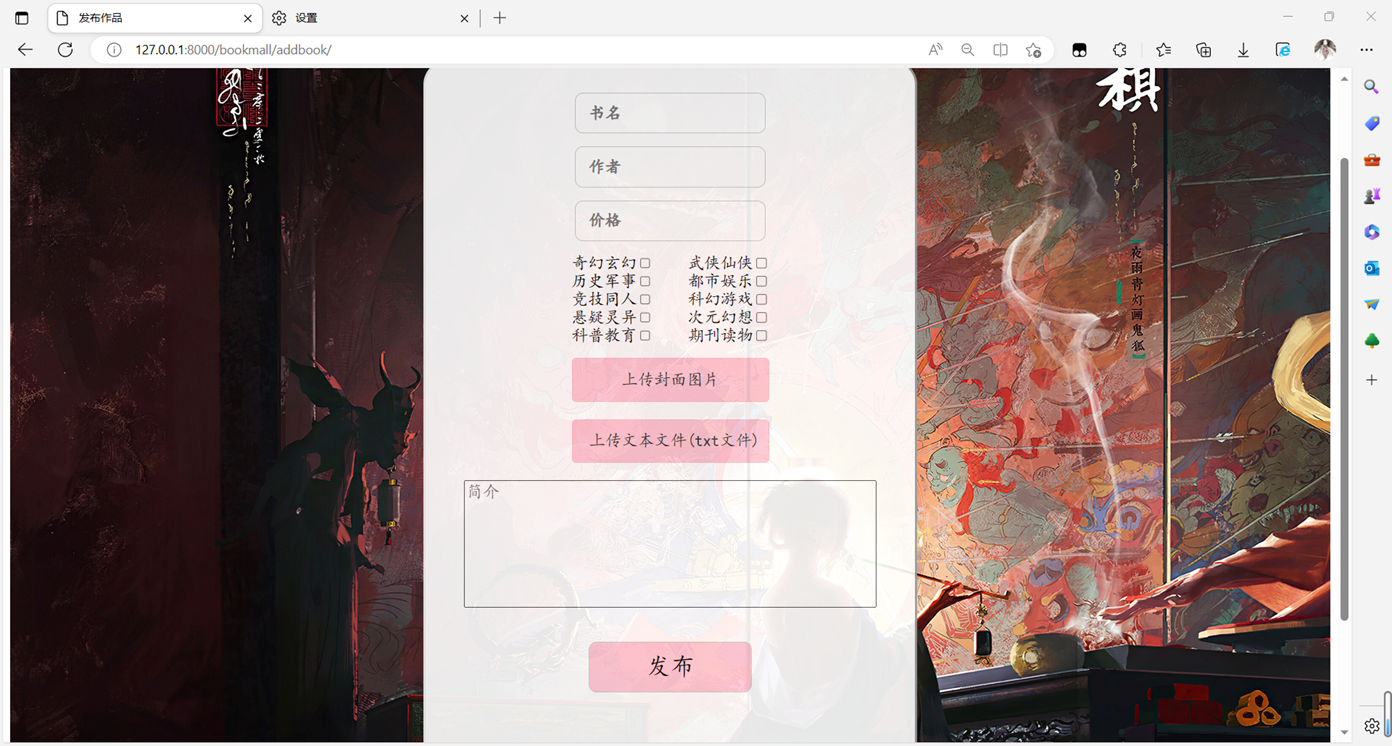 发布作品
设置
127.0.0.1:8000/bookmall/addbook/
棋
书名
作者
价格
奇幻玄幻 武侠仙侠
历史军事 都市娱乐
竞技同人 科幻游戏
悬疑灵异 次元幻想
科普教育 期刊读物
夜雨青灯画鬼狐
上传封面图片
上传文本文件(txt文件)
简介
发布